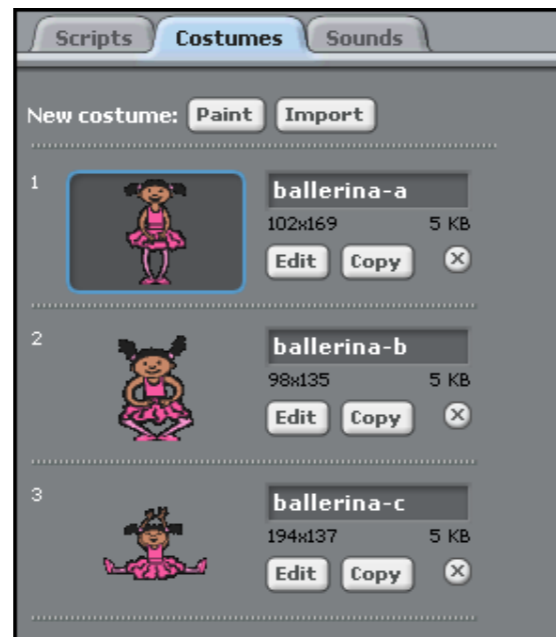 Scripts Costumes Sounds
New costume: Paint Import
1
ballerina-a
102x169 5 KB
Edit Copy
2
ballerina-b
98x135 5 KB
Edit Copy
3
ballerina-c
194x137 5 KB
Edit Copy